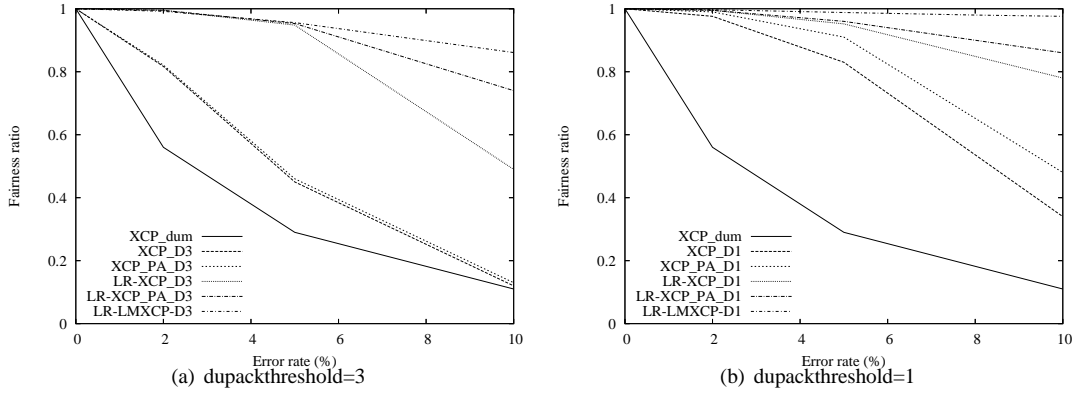 1
0.8
0.6
0.4
0.2
0
Fairness ratio
XCP_dum
XCP_D3
XCP_PA_D3
LR-XCP_D3
LR-XCP_PA_D3
LR-LMXCP-D3
0 2 4 6 8 10
Error rate (%)
(a) dupackthreshold=3
1
0.8
0.6
0.4
0.2
0
Fairness ratio
XCP_dum
XCP_D1
XCP_PA_D1
LR-XCP_D1
LR-XCP_PA_D1
LR-LMXCP-D1
0 2 4 6 8 10
Error rate (%)
(b) dupackthreshold=1